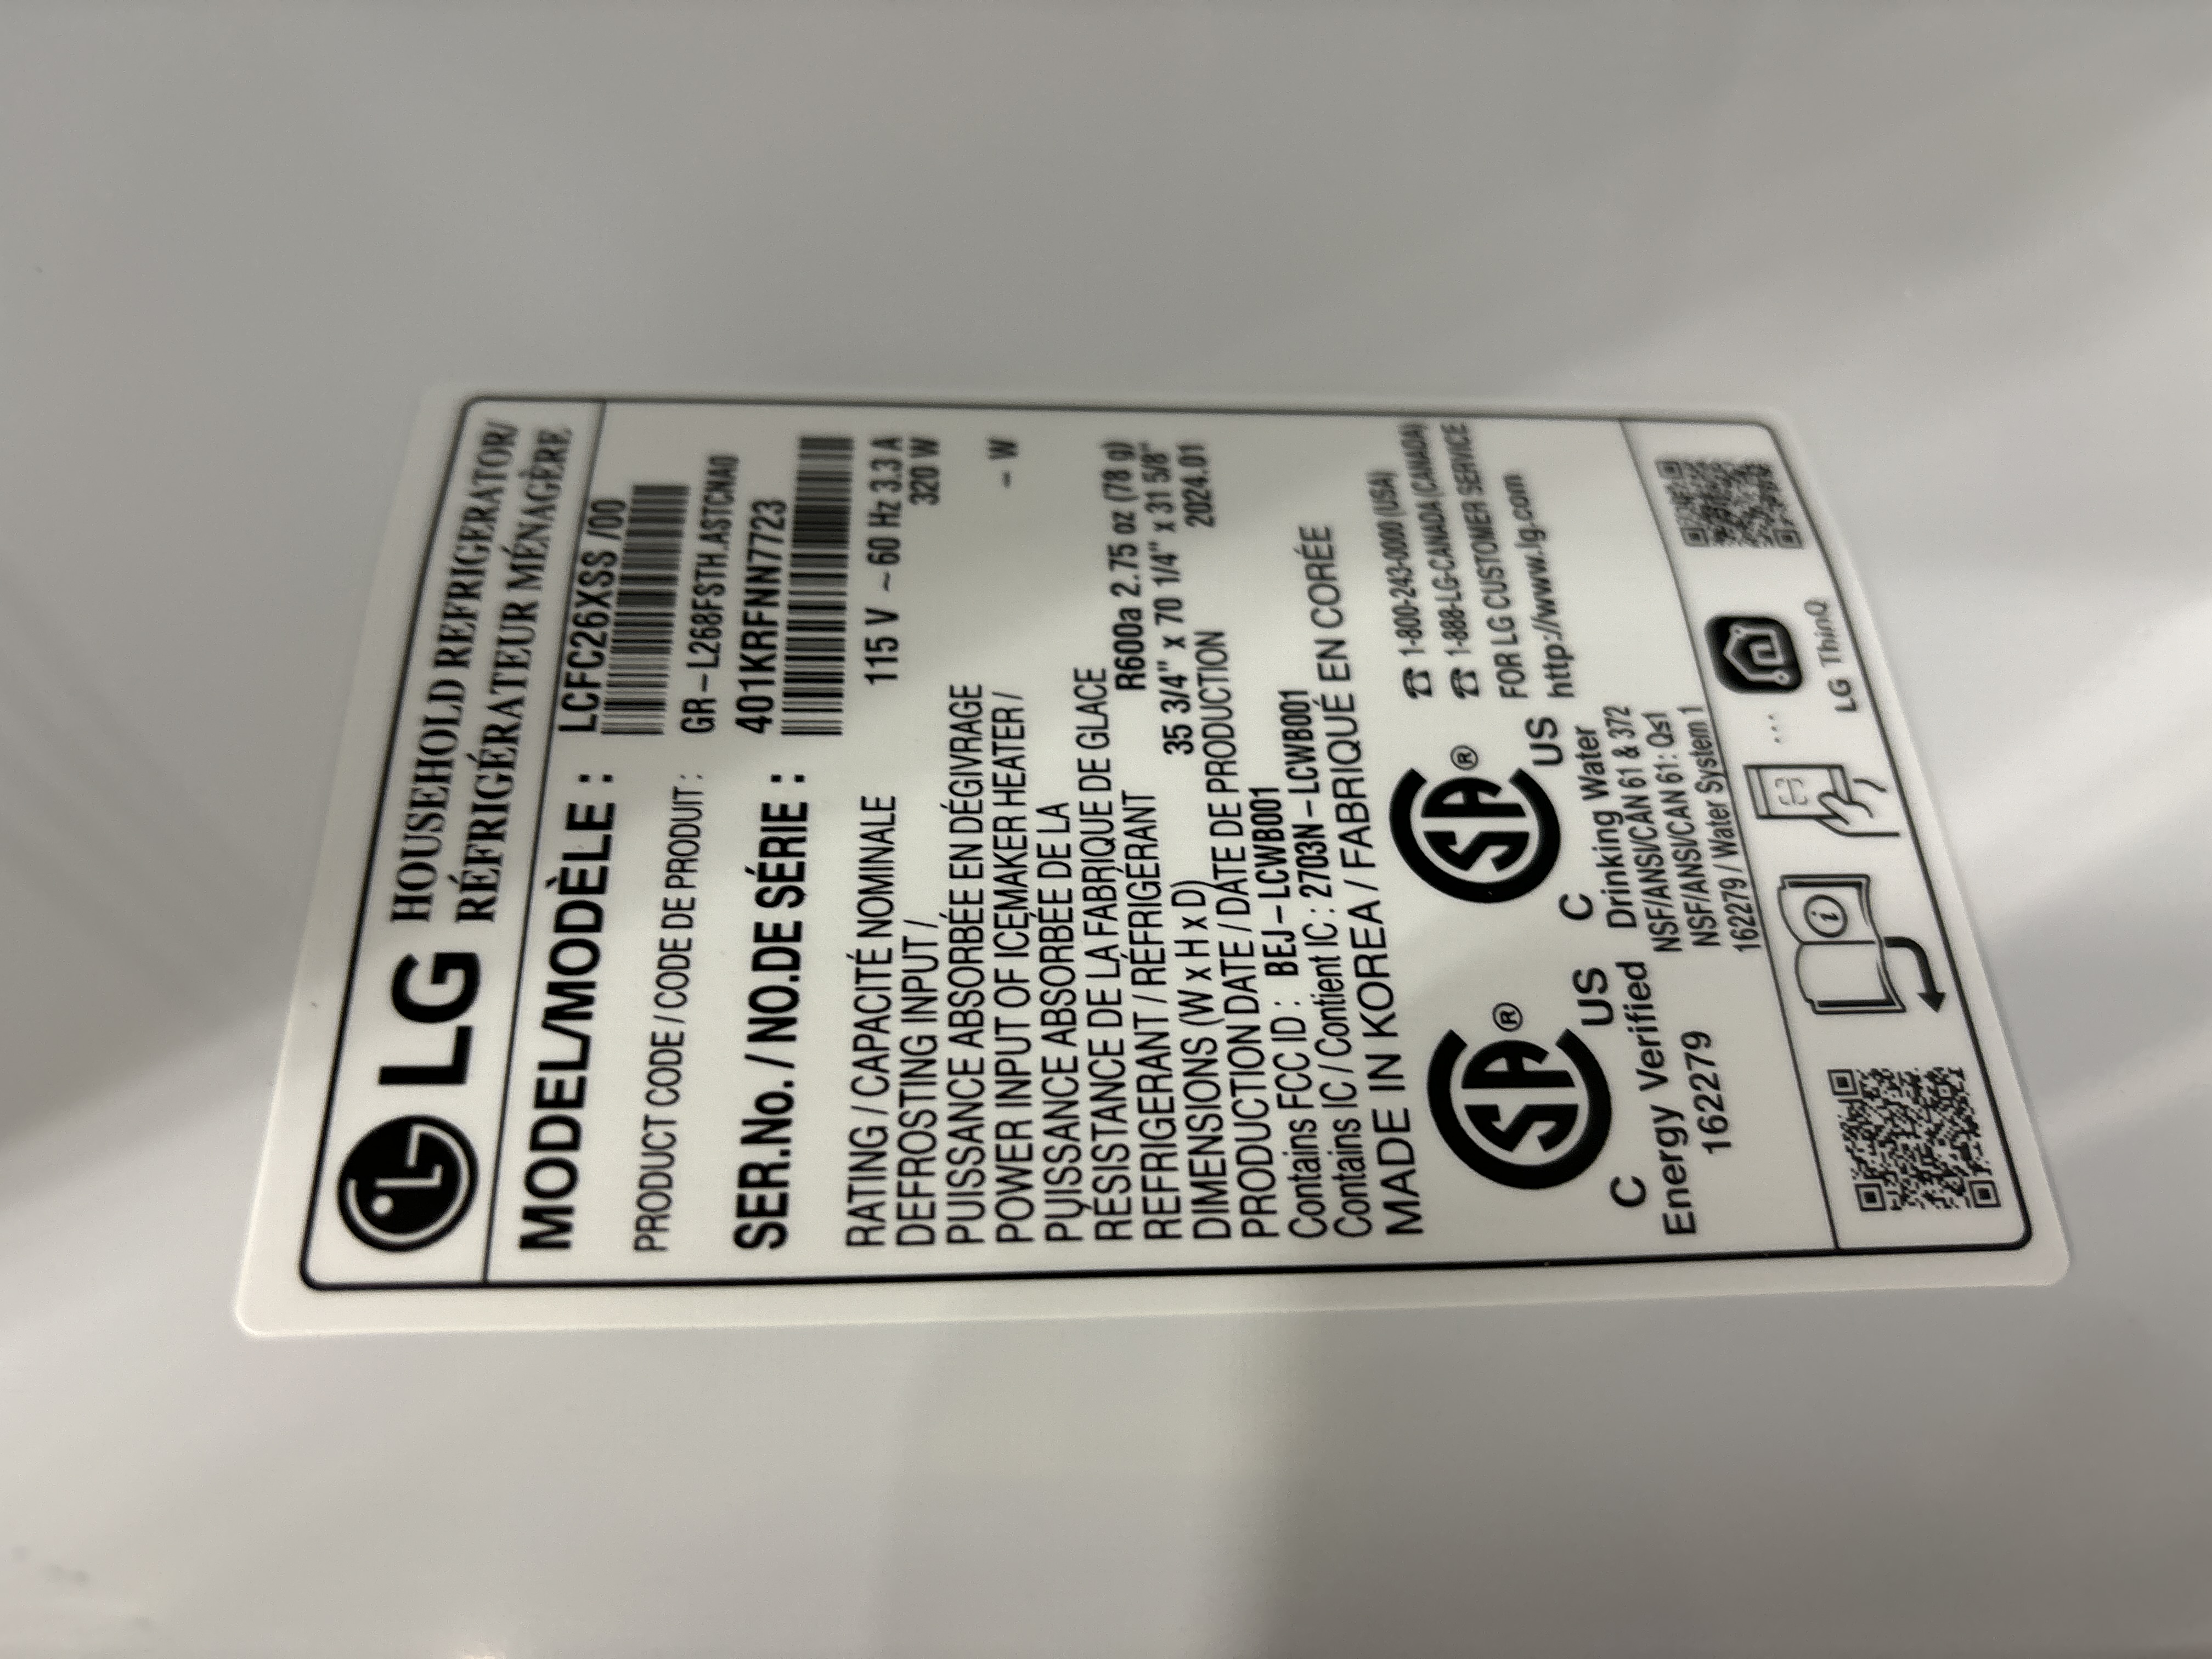 LG HOUSEHOLD REFRIGERATOR/
RÉFRIGÉRATEUR MÉNAGÈRE
MODEL/MODÈLE : LCFC26XSS /00
PRODUCT CODE / CODE DE PRODUIT : GR-L268FSTH.ASTCNA0
SER.No. / NO.DE SÉRIE : 401KRFNN7723
RATING / CAPACITÉ NOMINALE 115 V ~ 60 Hz 3.3 A
DEFROSTING INPUT / 320 W
PUISSANCE ABSORBÉE EN DÉGIVRAGE
POWER INPUT OF ICEMAKER HEATER / - W
PUISSANCE ABSORBÉE DE LA
RÉSISTANCE DE LA FABRIQUE DE GLACE
REFRIGERANT / RÉFRIGÉRANT R600a 2.75 oz (78 g)
DIMENSIONS (W x H x D) 35 3/4" x 70 1/4" x 31 5/8"
PRODUCTION DATE / DATE DE PRODUCTION 2024.01
Contains FCC ID : BEJ-LCWB001
Contains IC / Contient IC : 2703N-LCWB001
MADE IN KOREA / FABRIQUÉ EN CORÉE
SA ®
C US
Energy Verified
162279
SA ®
C US
Drinking Water
NSF/ANSI/CAN 61 & 372
NSF/ANSI/CAN 61: Q≤1
162279 / Water System 1
☎ 1-800-243-0000 (USA)
☎ 1-888-LG-CANADA (CANADA)
FOR LG CUSTOMER SERVICE
http://www.lg.com
i
...
LG ThinQ